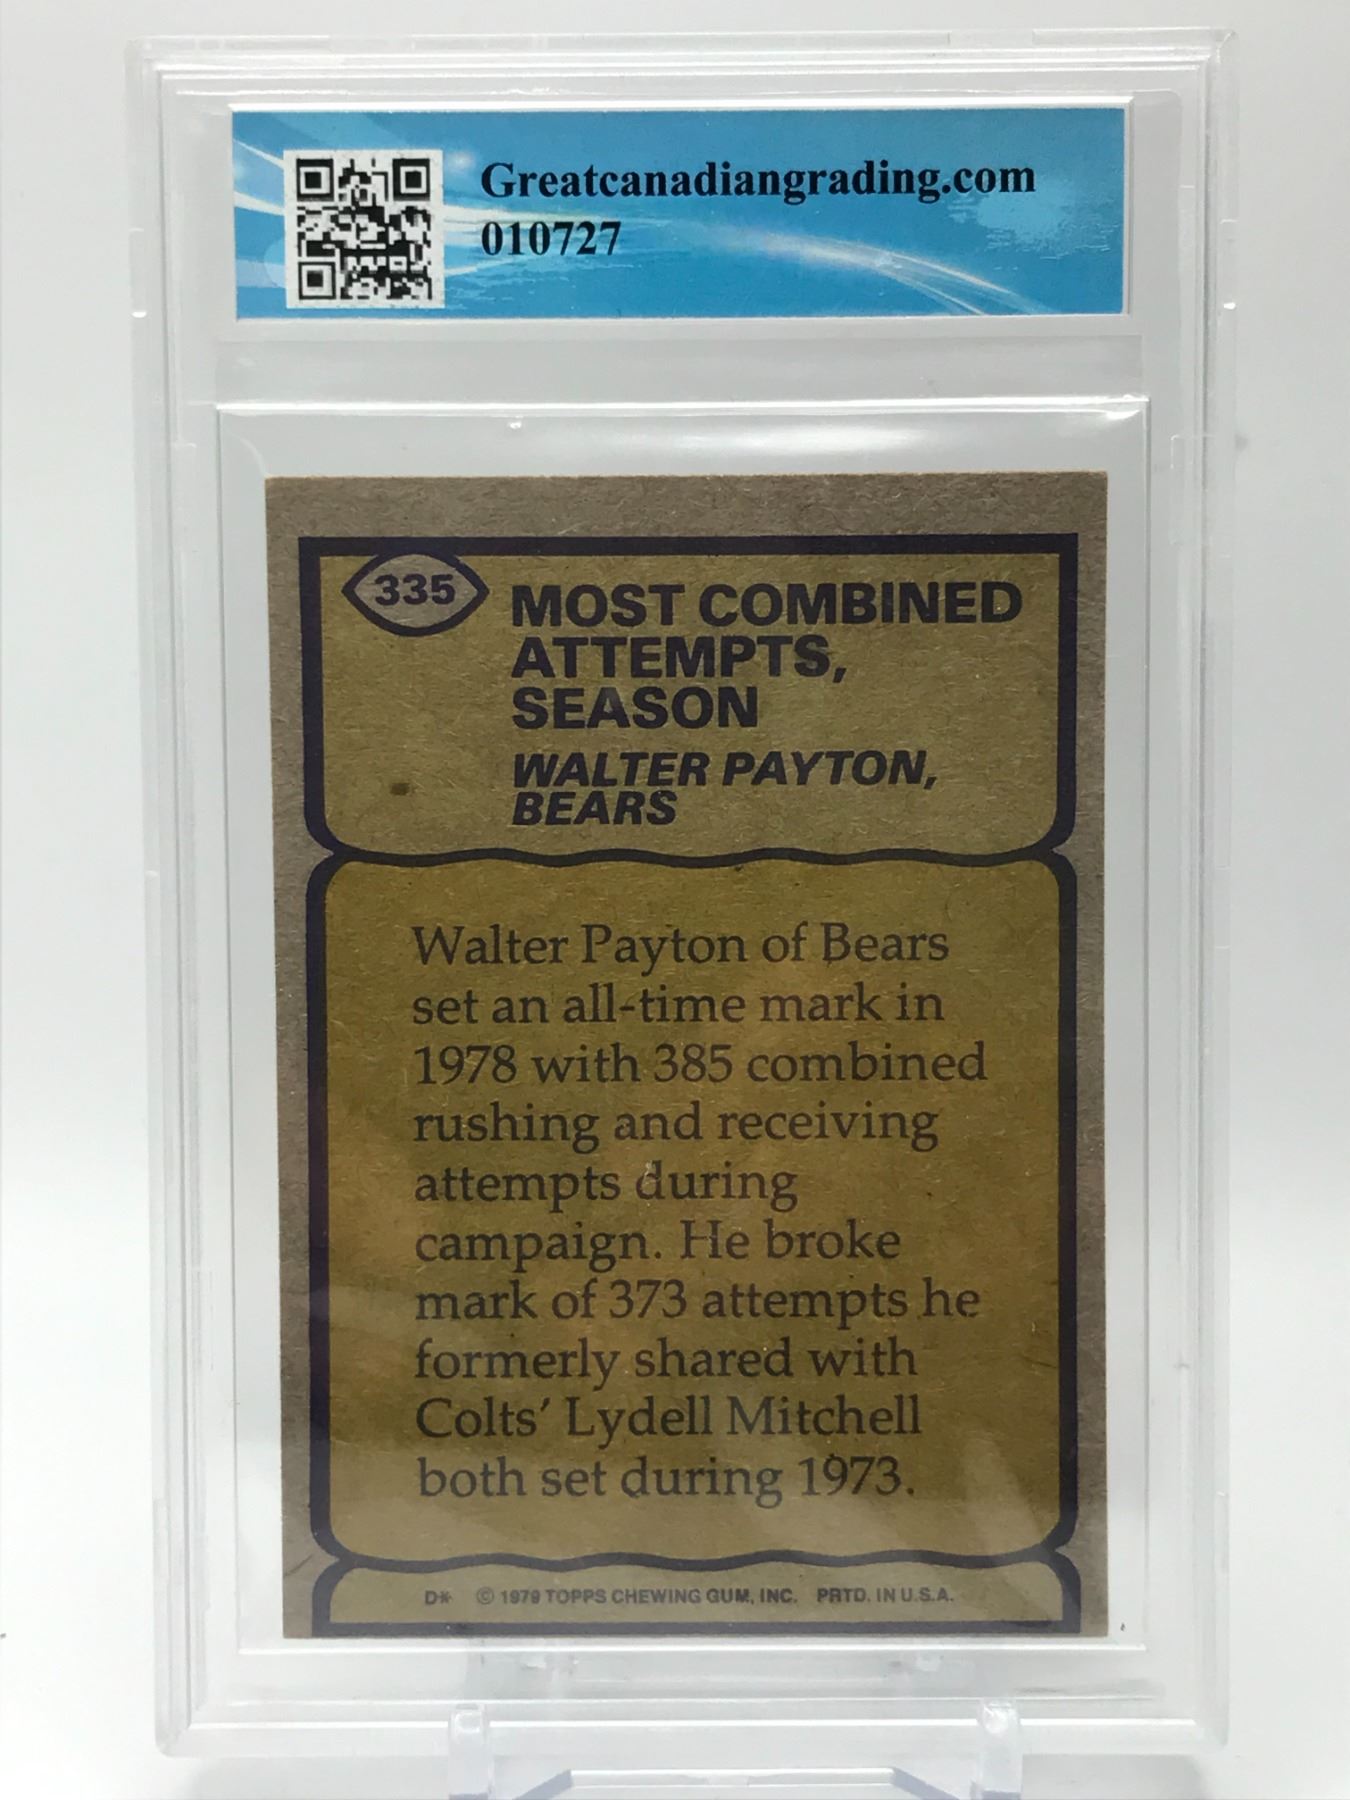 Greatcanadiangrading.com
010727
335
MOST COMBINED
ATTEMPTS,
SEASON
WALTER PAYTON,
BEARS
Walter Payton of Bears
set an all-time mark in
1978 with 385 combined
rushing and receiving
attempts during
campaign. He broke
mark of 373 attempts he
formerly shared with
Colts' Lydell Mitchell
both set during 1973.
D* © 1979 TOPPS CHEWING GUM, INC. PRTD. IN U.S.A.